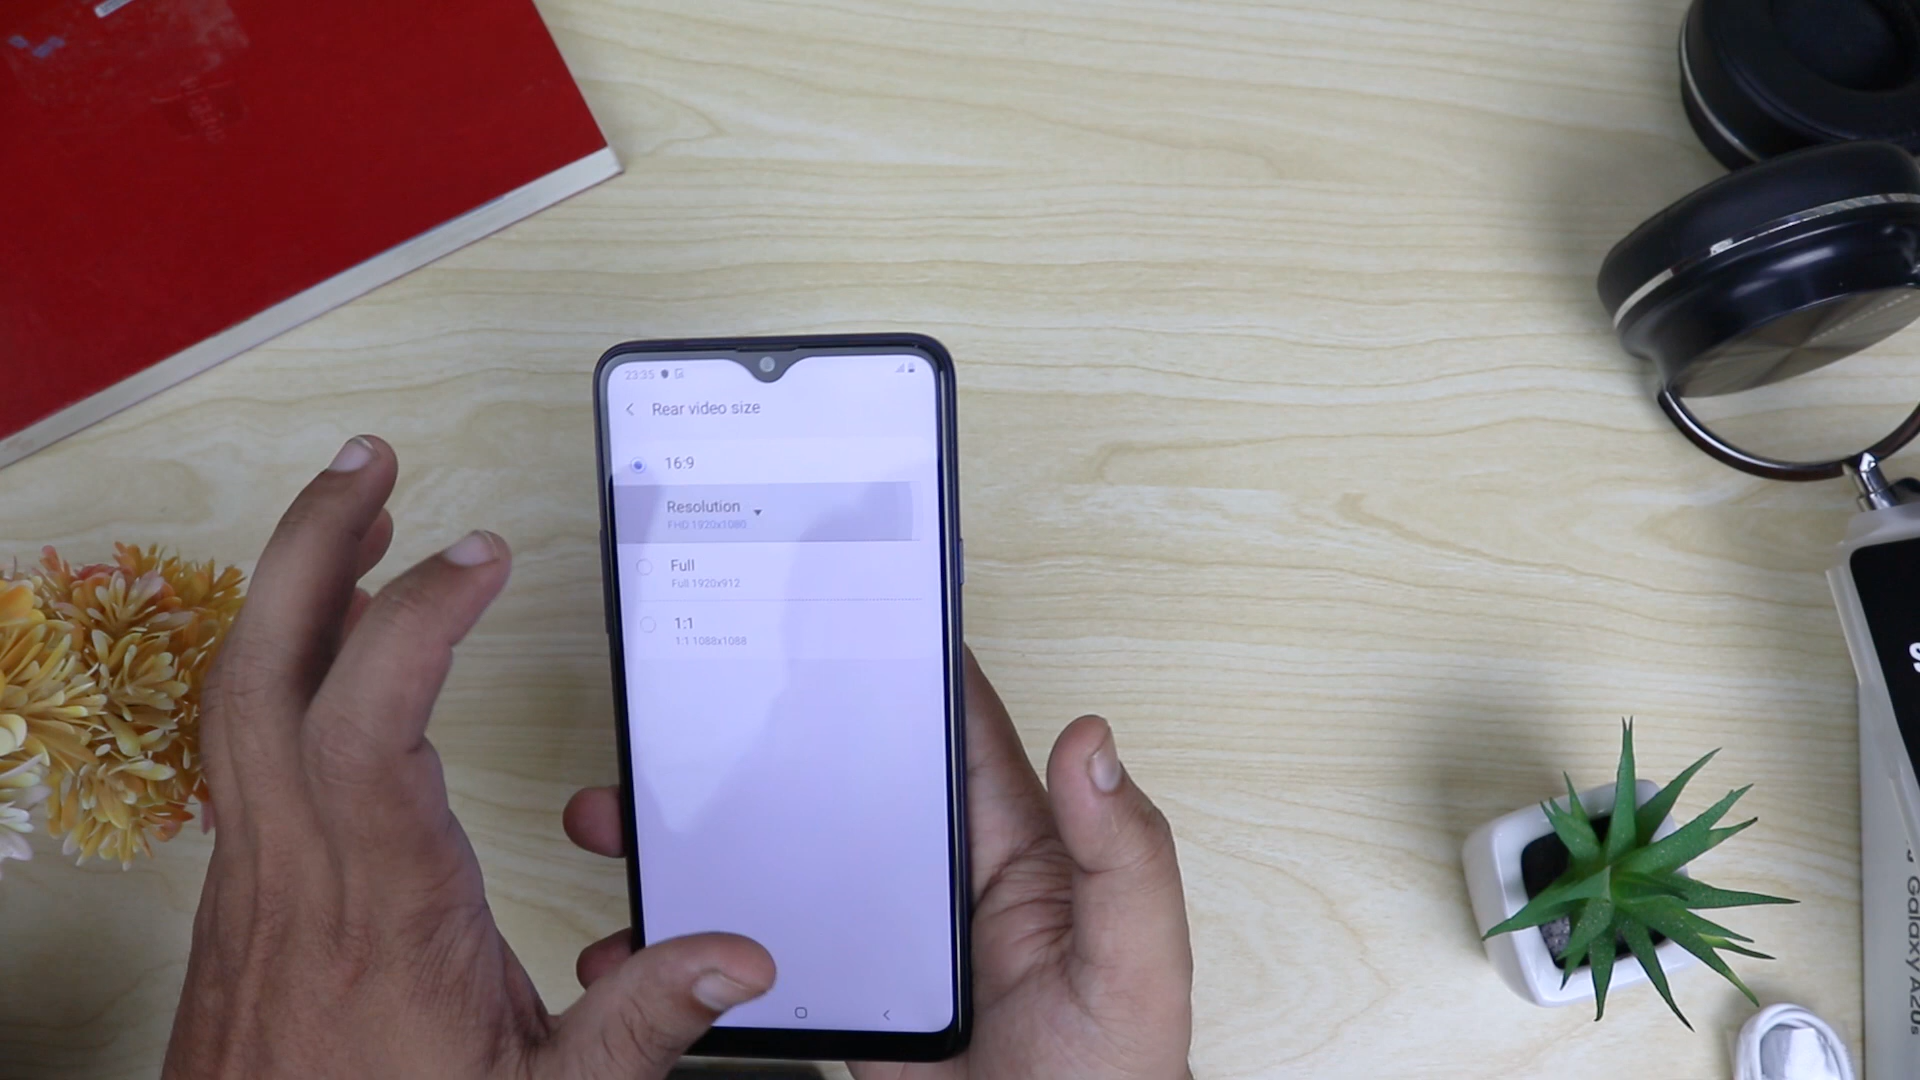 23:35
Rear video size
16:9
Resolution
FHD 1920x1080
Full
Full 1920x912
1:1
1:1 1088x1088
Galaxy A20s